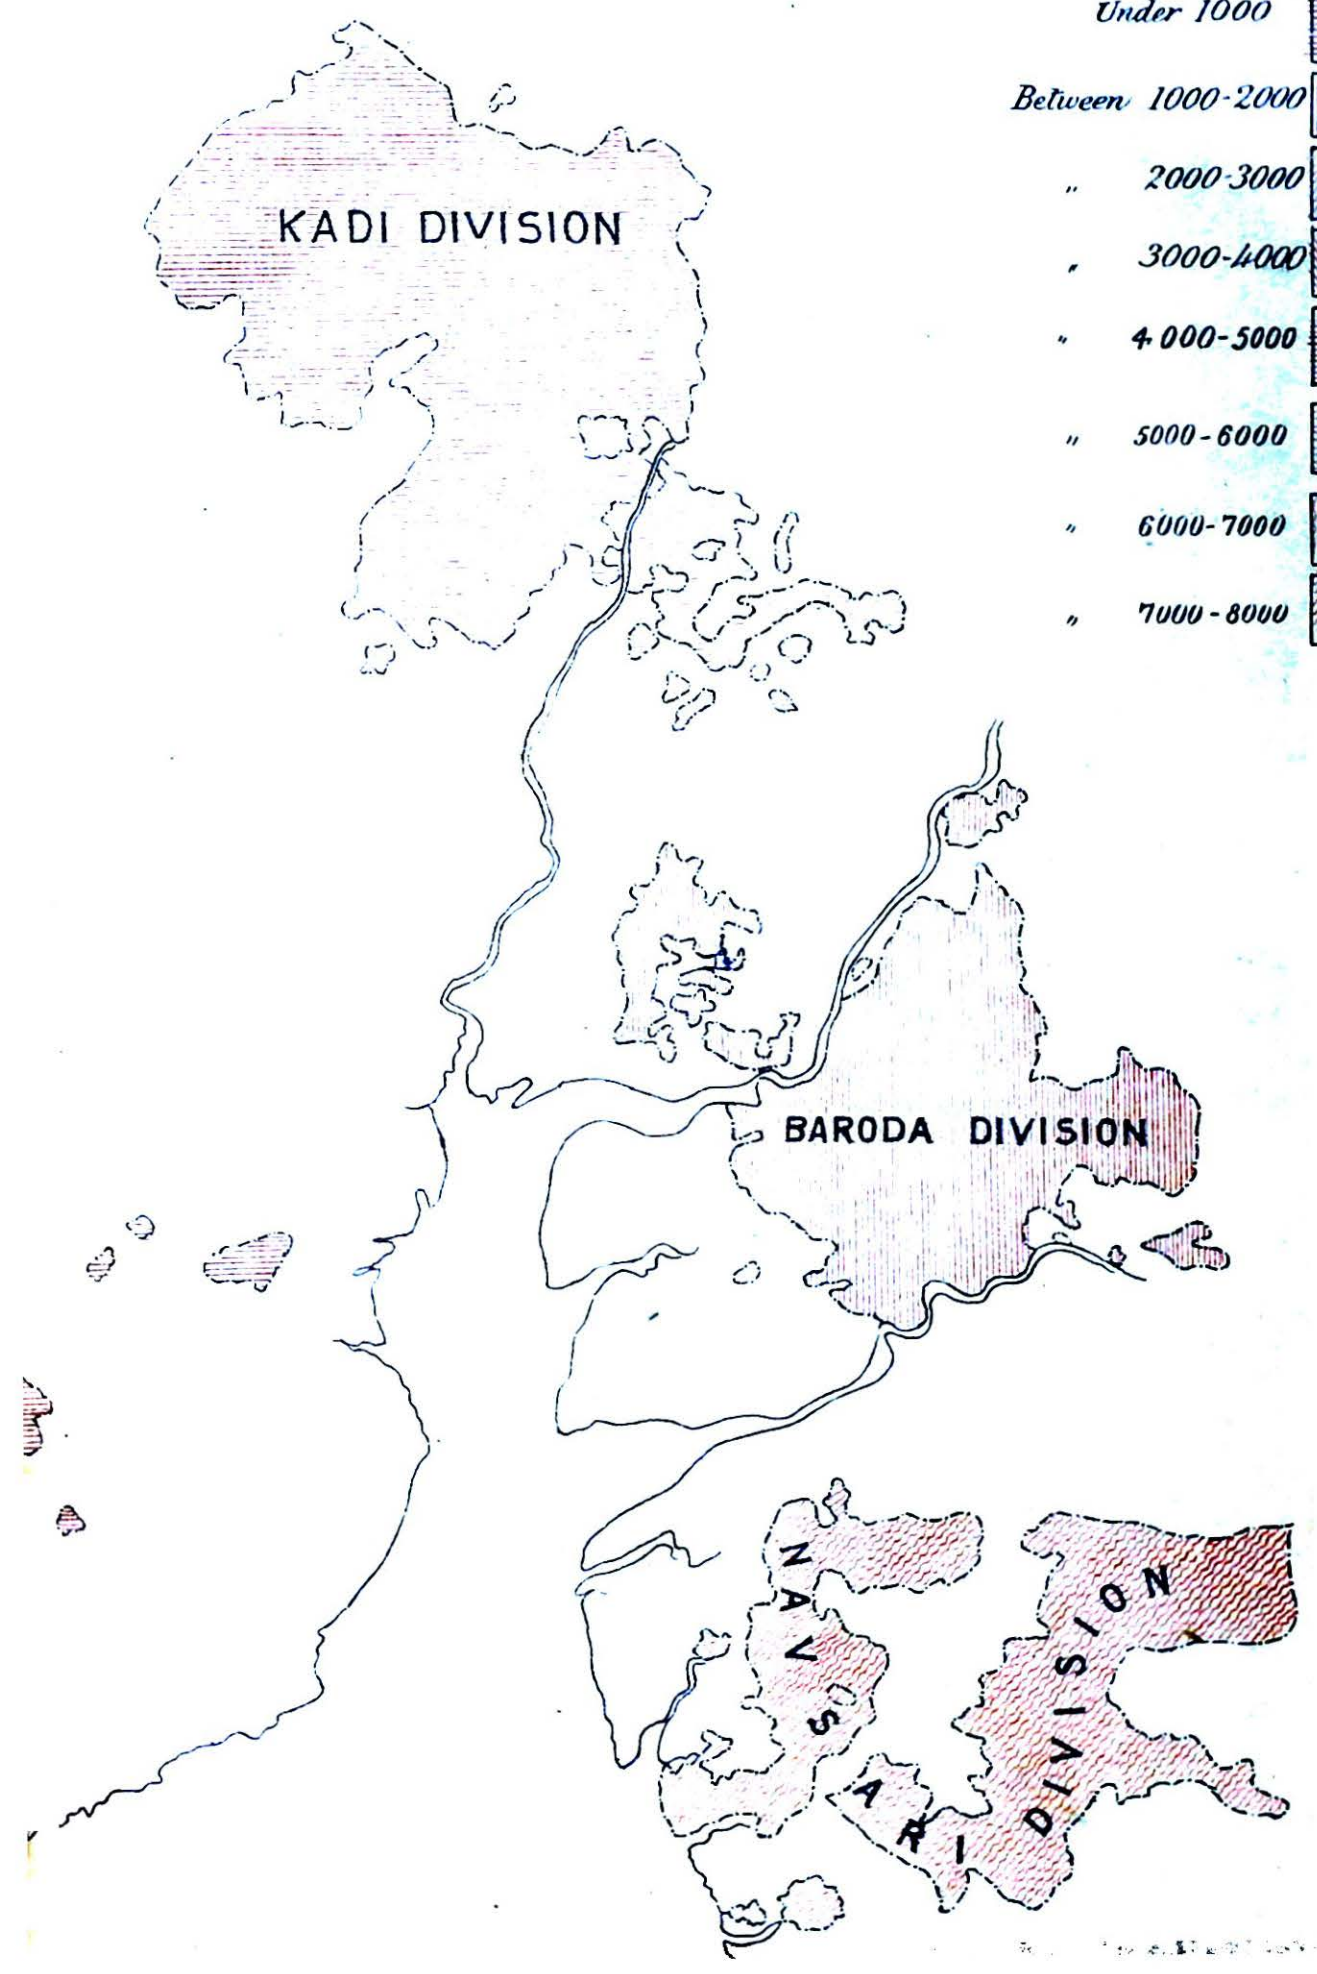 Under 1000
Between 1000-2000
„ 2000-3000
„ 3000-4000
„ 4000-5000
„ 5000-6000
„ 6000-7000
„ 7000-8000
KADI DIVISION
BARODA DIVISION
NAVSARI DIVISION